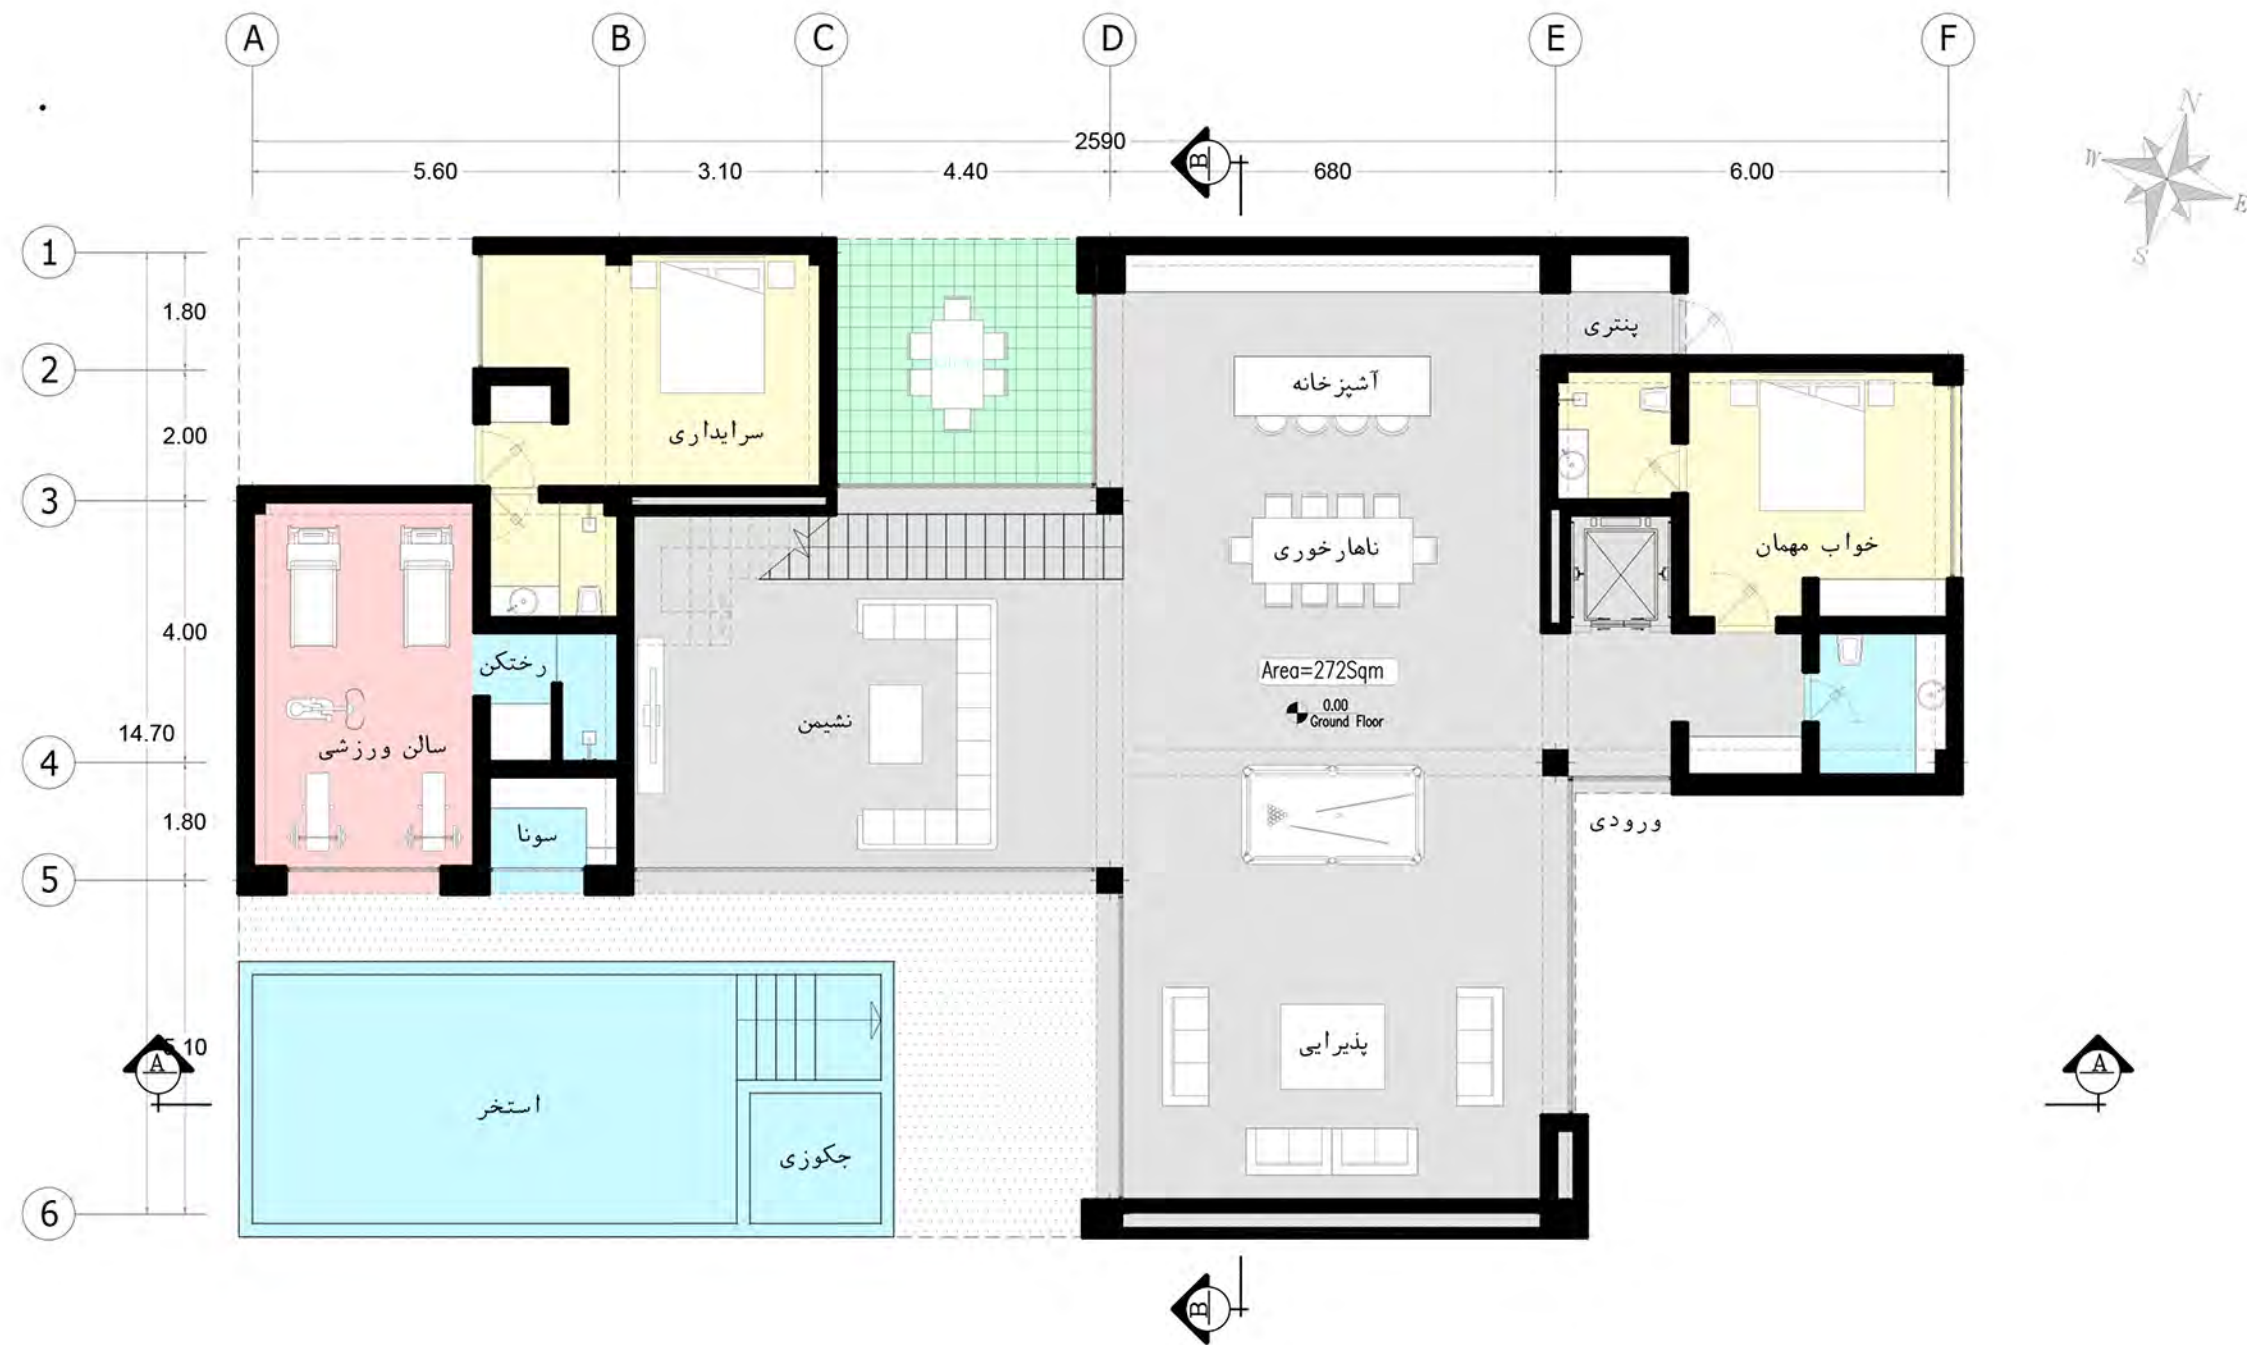 A B C D E F
2590
5.60 3.10 4.40 680 6.00
B
N
W
E
S
1
2
3
4
5
6
1.80
2.00
4.00
14.70
1.80
5.10
پنتری
آشپزخانه
سرایداری
ناهارخوری
خواب مهمان
رختکن
Area=272Sqm
0.00
Ground Floor
نشیمن
سالن ورزشی
سونا
ورودی
پذیرایی
استخر
جکوزی
A
A
B